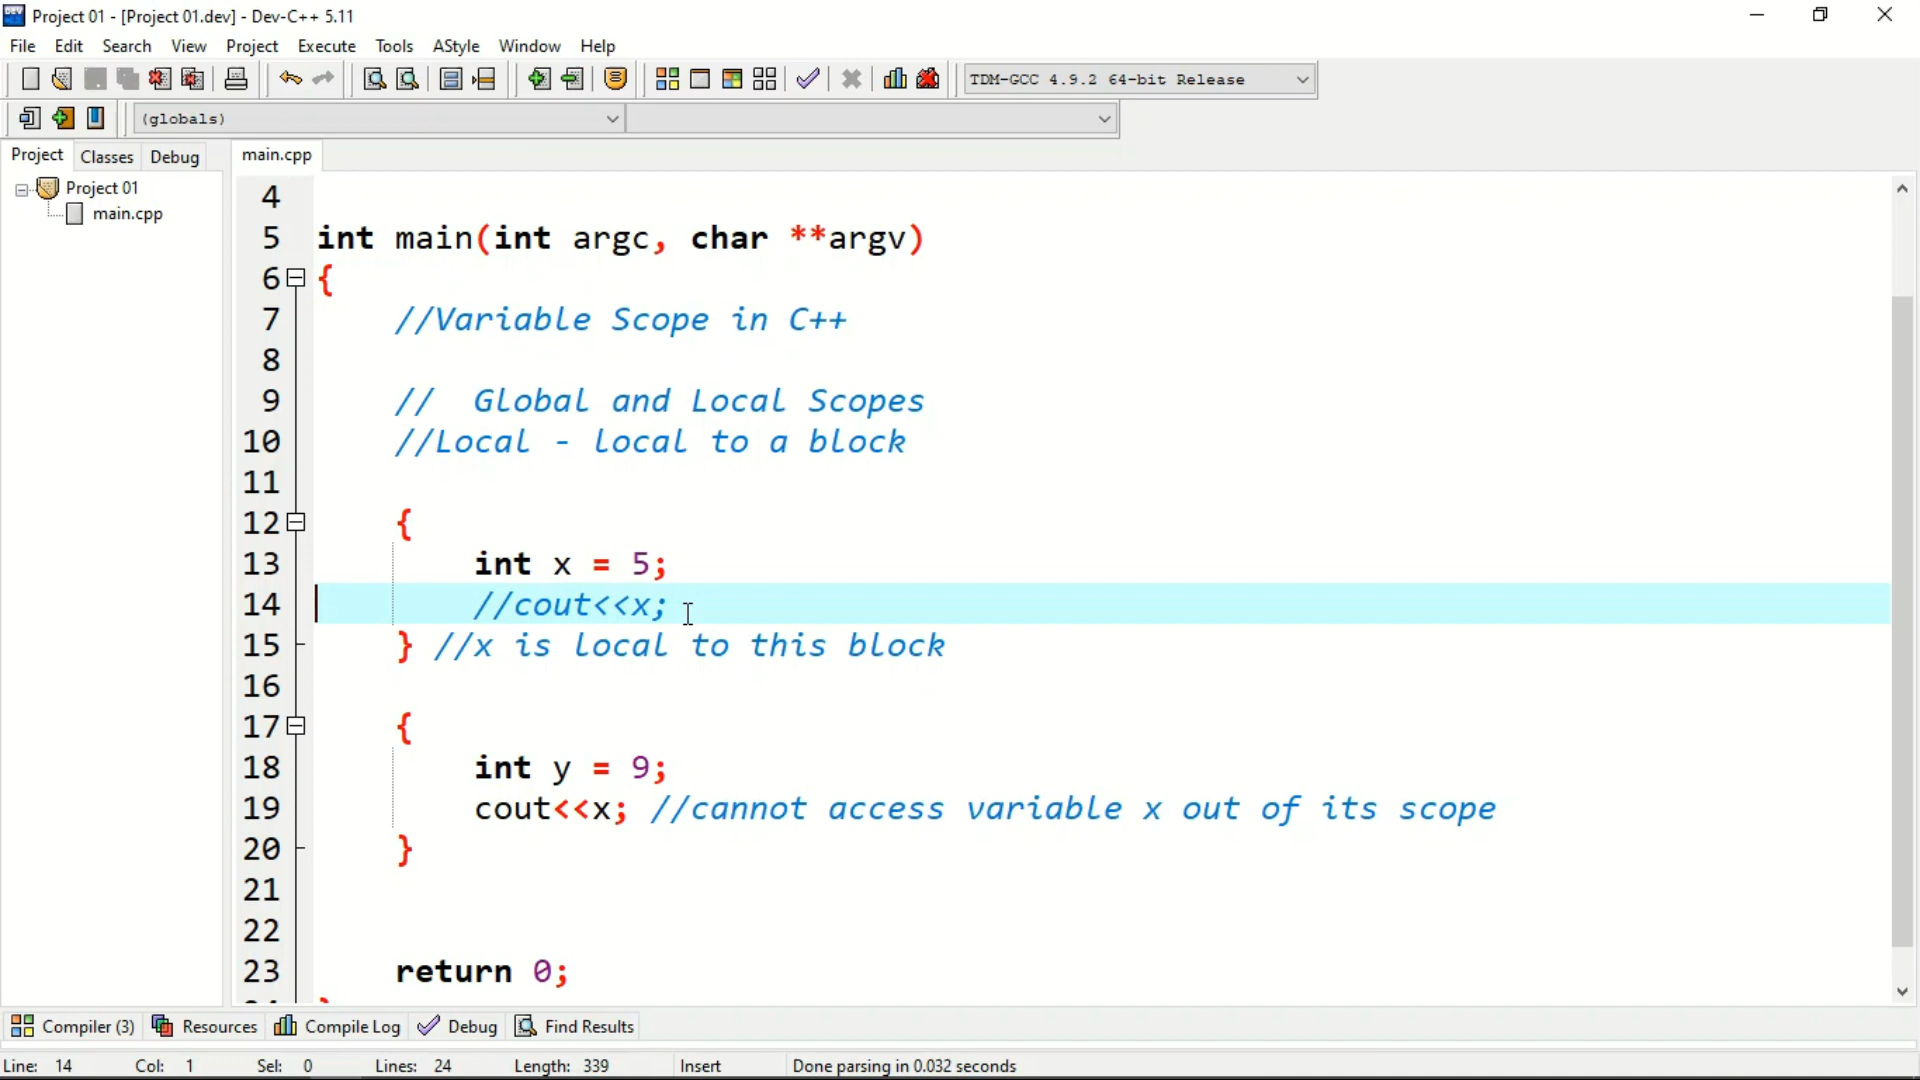 Project 01 - [Project 01.dev] - Dev-C++ 5.11
File Edit Search View Project Execute Tools AStyle Window Help
TDM-GCC 4.9.2 64-bit Release
(globals)
Project Classes Debug
main.cpp
Project 01
main.cpp
4
5 int main(int argc, char **argv)
6 {
7 //Variable Scope in C++
8
9 // Global and Local Scopes
10 //Local - local to a block
11
12 {
13 int x = 5;
14 //cout<<x;
15 } //x is local to this block
16
17 {
18 int y = 9;
19 cout<<x; //cannot access variable x out of its scope
20 }
21
22
23 return 0;
Compiler (3) Resources Compile Log Debug Find Results
Line: 14 Col: 1 Sel: 0 Lines: 24 Length: 339 Insert Done parsing in 0.032 seconds